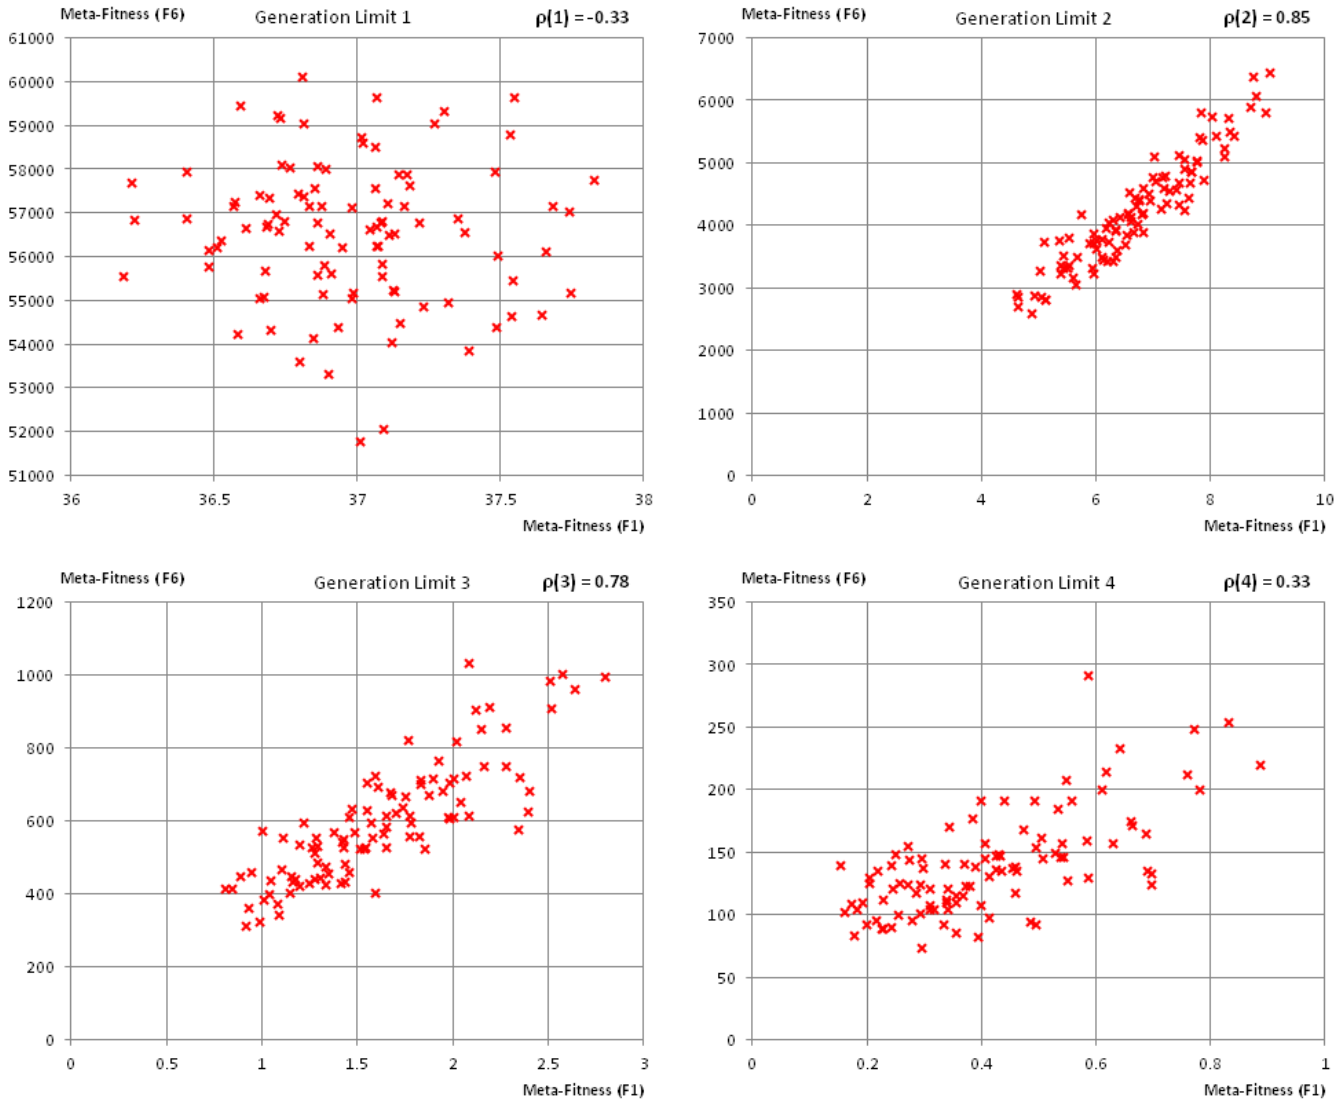 Meta-Fitness (F6) Generation Limit 1 ρ(1) = -0.33
61000
60000
59000
58000
57000
56000
55000
54000
53000
52000
51000
36 36.5 37 37.5 38
Meta-Fitness (F1)
Meta-Fitness (F6) Generation Limit 2 ρ(2) = 0.85
7000
6000
5000
4000
3000
2000
1000
0
0 2 4 6 8 10
Meta-Fitness (F1)
Meta-Fitness (F6) Generation Limit 3 ρ(3) = 0.78
1200
1000
800
600
400
200
0
0 0.5 1 1.5 2 2.5 3
Meta-Fitness (F1)
Meta-Fitness (F6) Generation Limit 4 ρ(4) = 0.33
350
300
250
200
150
100
50
0
0 0.2 0.4 0.6 0.8 1
Meta-Fitness (F1)